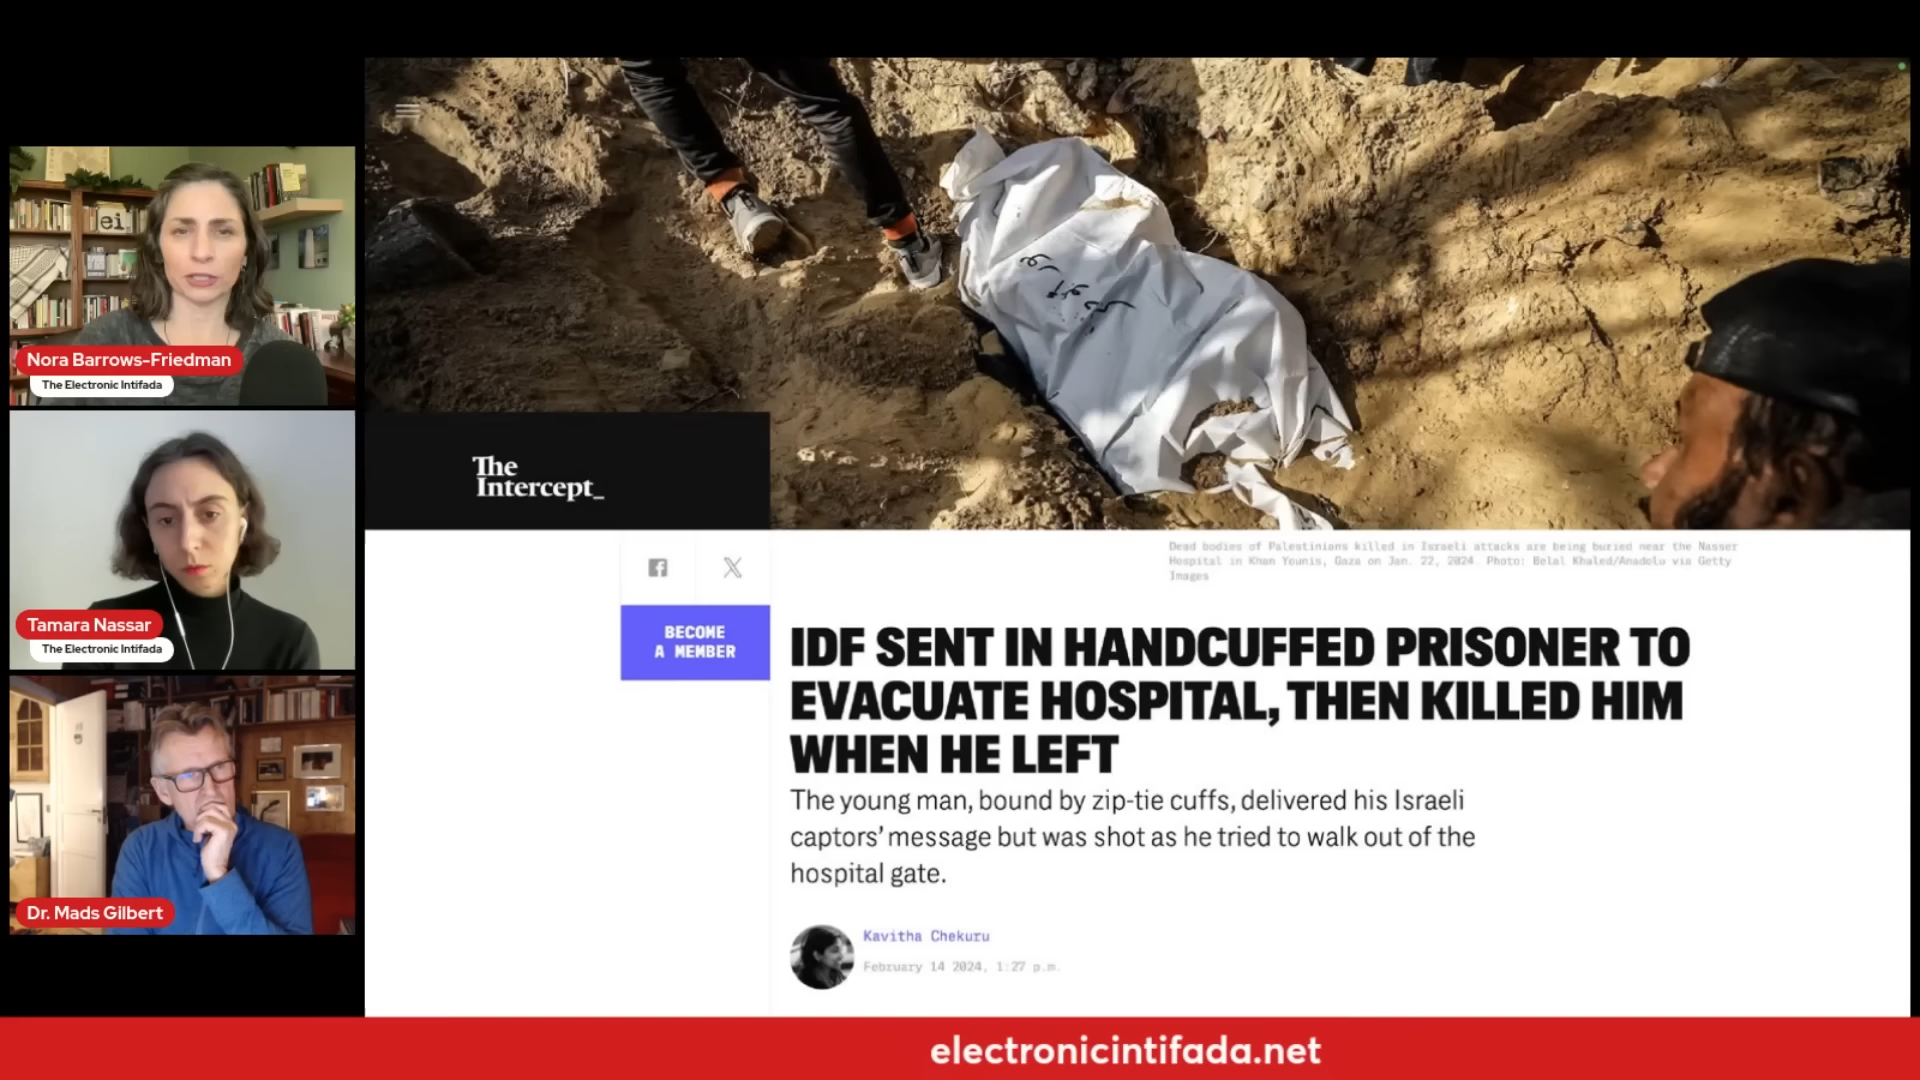 ei
Nora Barrows-Friedman
The Electronic Intifada
Tamara Nassar
The Electronic Intifada
Dr. Mads Gilbert
The
Intercept_
BECOME
A MEMBER
Dead bodies of Palestinians killed in Israeli attacks are being buried near the Nasser
Hospital in Khan Younis, Gaza on Jan. 22, 2024. Photo: Belal Khaled/Anadolu via Getty
Images
IDF SENT IN HANDCUFFED PRISONER TO
EVACUATE HOSPITAL, THEN KILLED HIM
WHEN HE LEFT
The young man, bound by zip-tie cuffs, delivered his Israeli
captors’ message but was shot as he tried to walk out of the
hospital gate.
Kavitha Chekuru
February 14 2024, 1:27 p.m.
electronicintifada.net